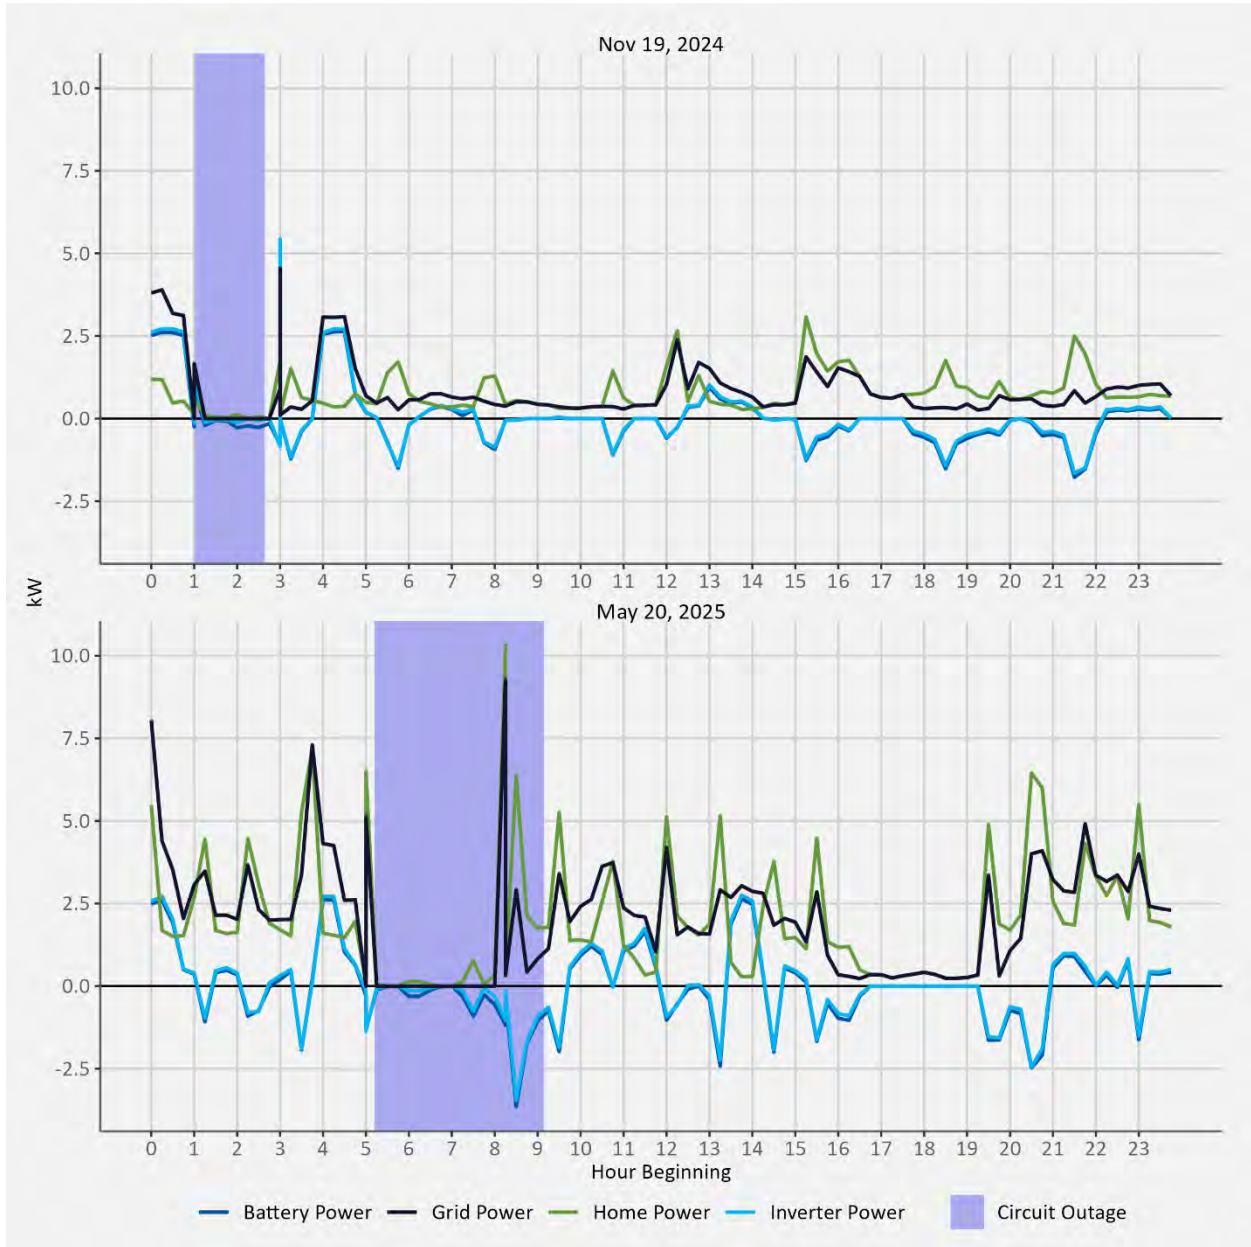 Nov 19, 2024
10.0
7.5
5.0
2.5
0.0
-2.5
0 1 2 3 4 5 6 7 8 9 10 11 12 13 14 15 16 17 18 19 20 21 22 23
kW
May 20, 2025
10.0
7.5
5.0
2.5
0.0
-2.5
0 1 2 3 4 5 6 7 8 9 10 11 12 13 14 15 16 17 18 19 20 21 22 23
Hour Beginning
Battery Power Grid Power Home Power Inverter Power Circuit Outage